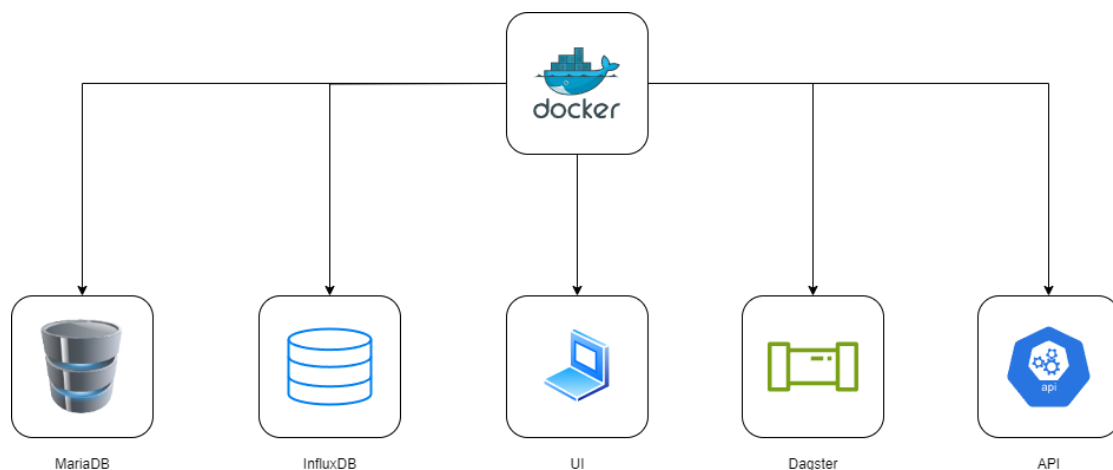 docker
api
MariaDB
InfluxDB
UI
Dagster
API